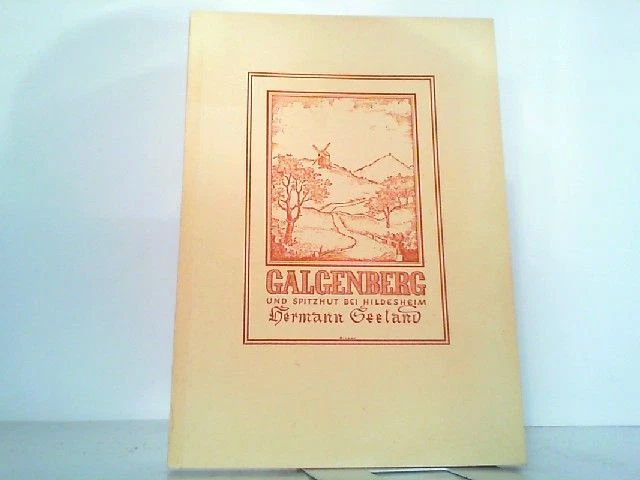 GALGENBERG
UND SPITZHUT BEI HILDESHEIM
Hermann Seeland